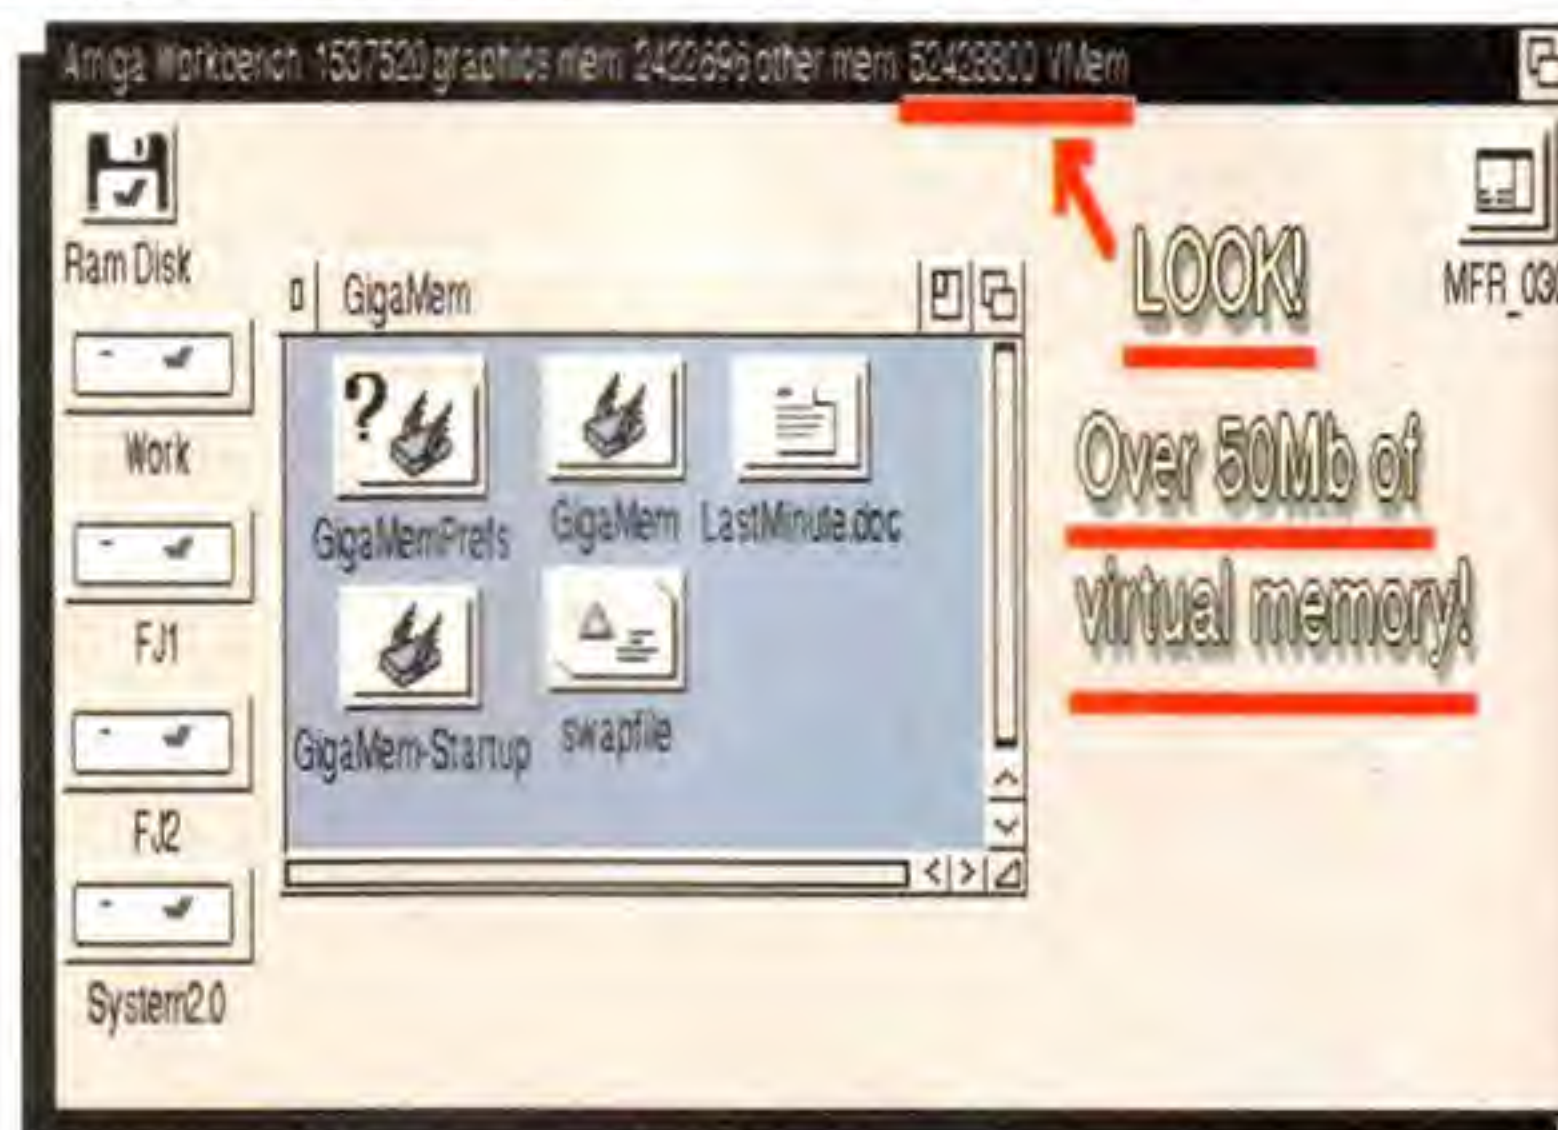 Amiga Workbench 1537520 graphics mem 2422696 other mem 52428800 VMem
Ram Disk
Work
FJ1
FJ2
System2.0
GigaMem
GigaMemPrefs
GigaMem
LastMinute.doc
GigaMem-Startup
swapfile
LOOK!
Over 50Mb of
virtual memory!
MFR_030